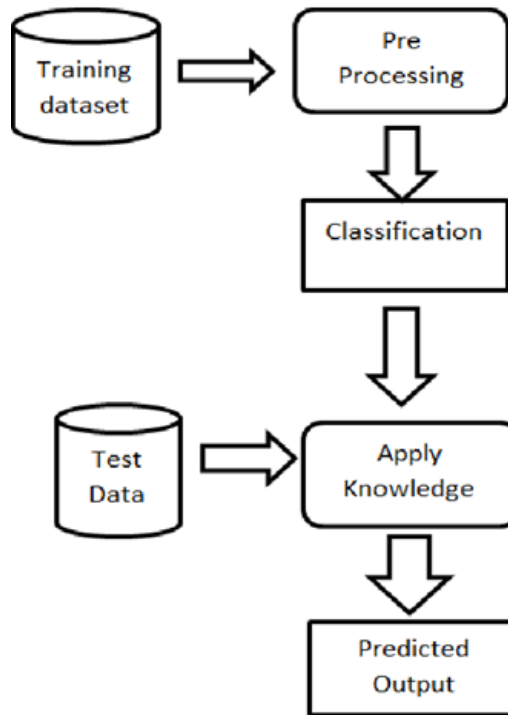 Training
dataset
Pre
Processing
Classification
Test
Data
Apply
Knowledge
Predicted
Output